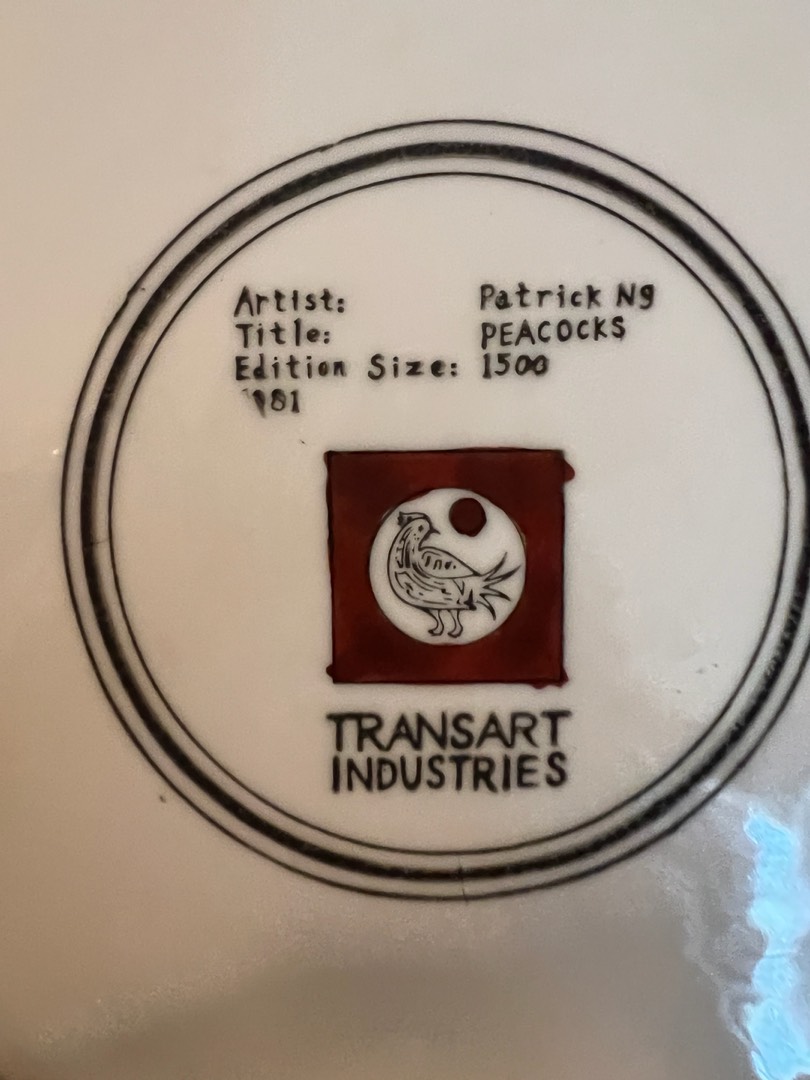 Artist: Patrick Ng
Title: PEACOCKS
Edition Size: 1500
1981
TRANSART
INDUSTRIES